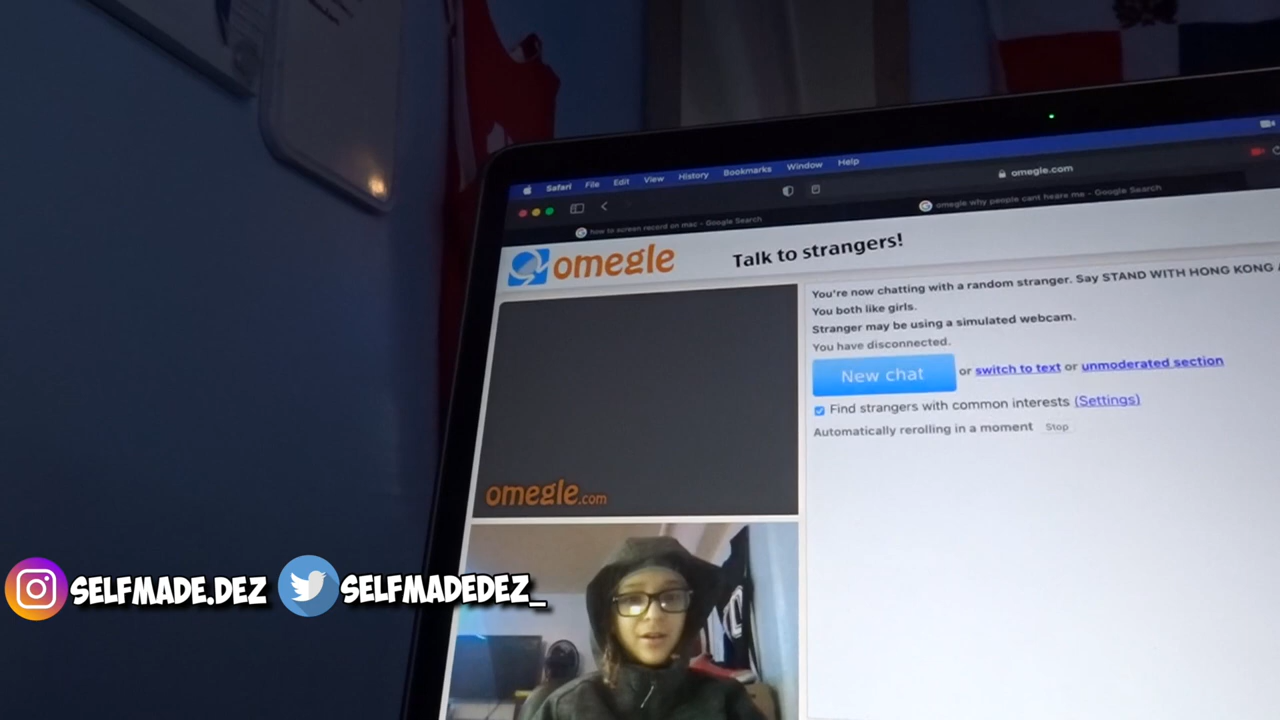 Safari File Edit View History Bookmarks Window Help
omegle.com
how to screen record on mac - Google Search
omegle why people cant heare me - Google Search
omegle Talk to strangers!
You're now chatting with a random stranger. Say STAND WITH HONG KONG
You both like girls.
Stranger may be using a simulated webcam.
You have disconnected.
New chat or switch to text or unmoderated section
Find strangers with common interests (Settings)
Automatically rerolling in a moment Stop
omegle.com
SELFMADE.DEZ SELFMADEDEZ_